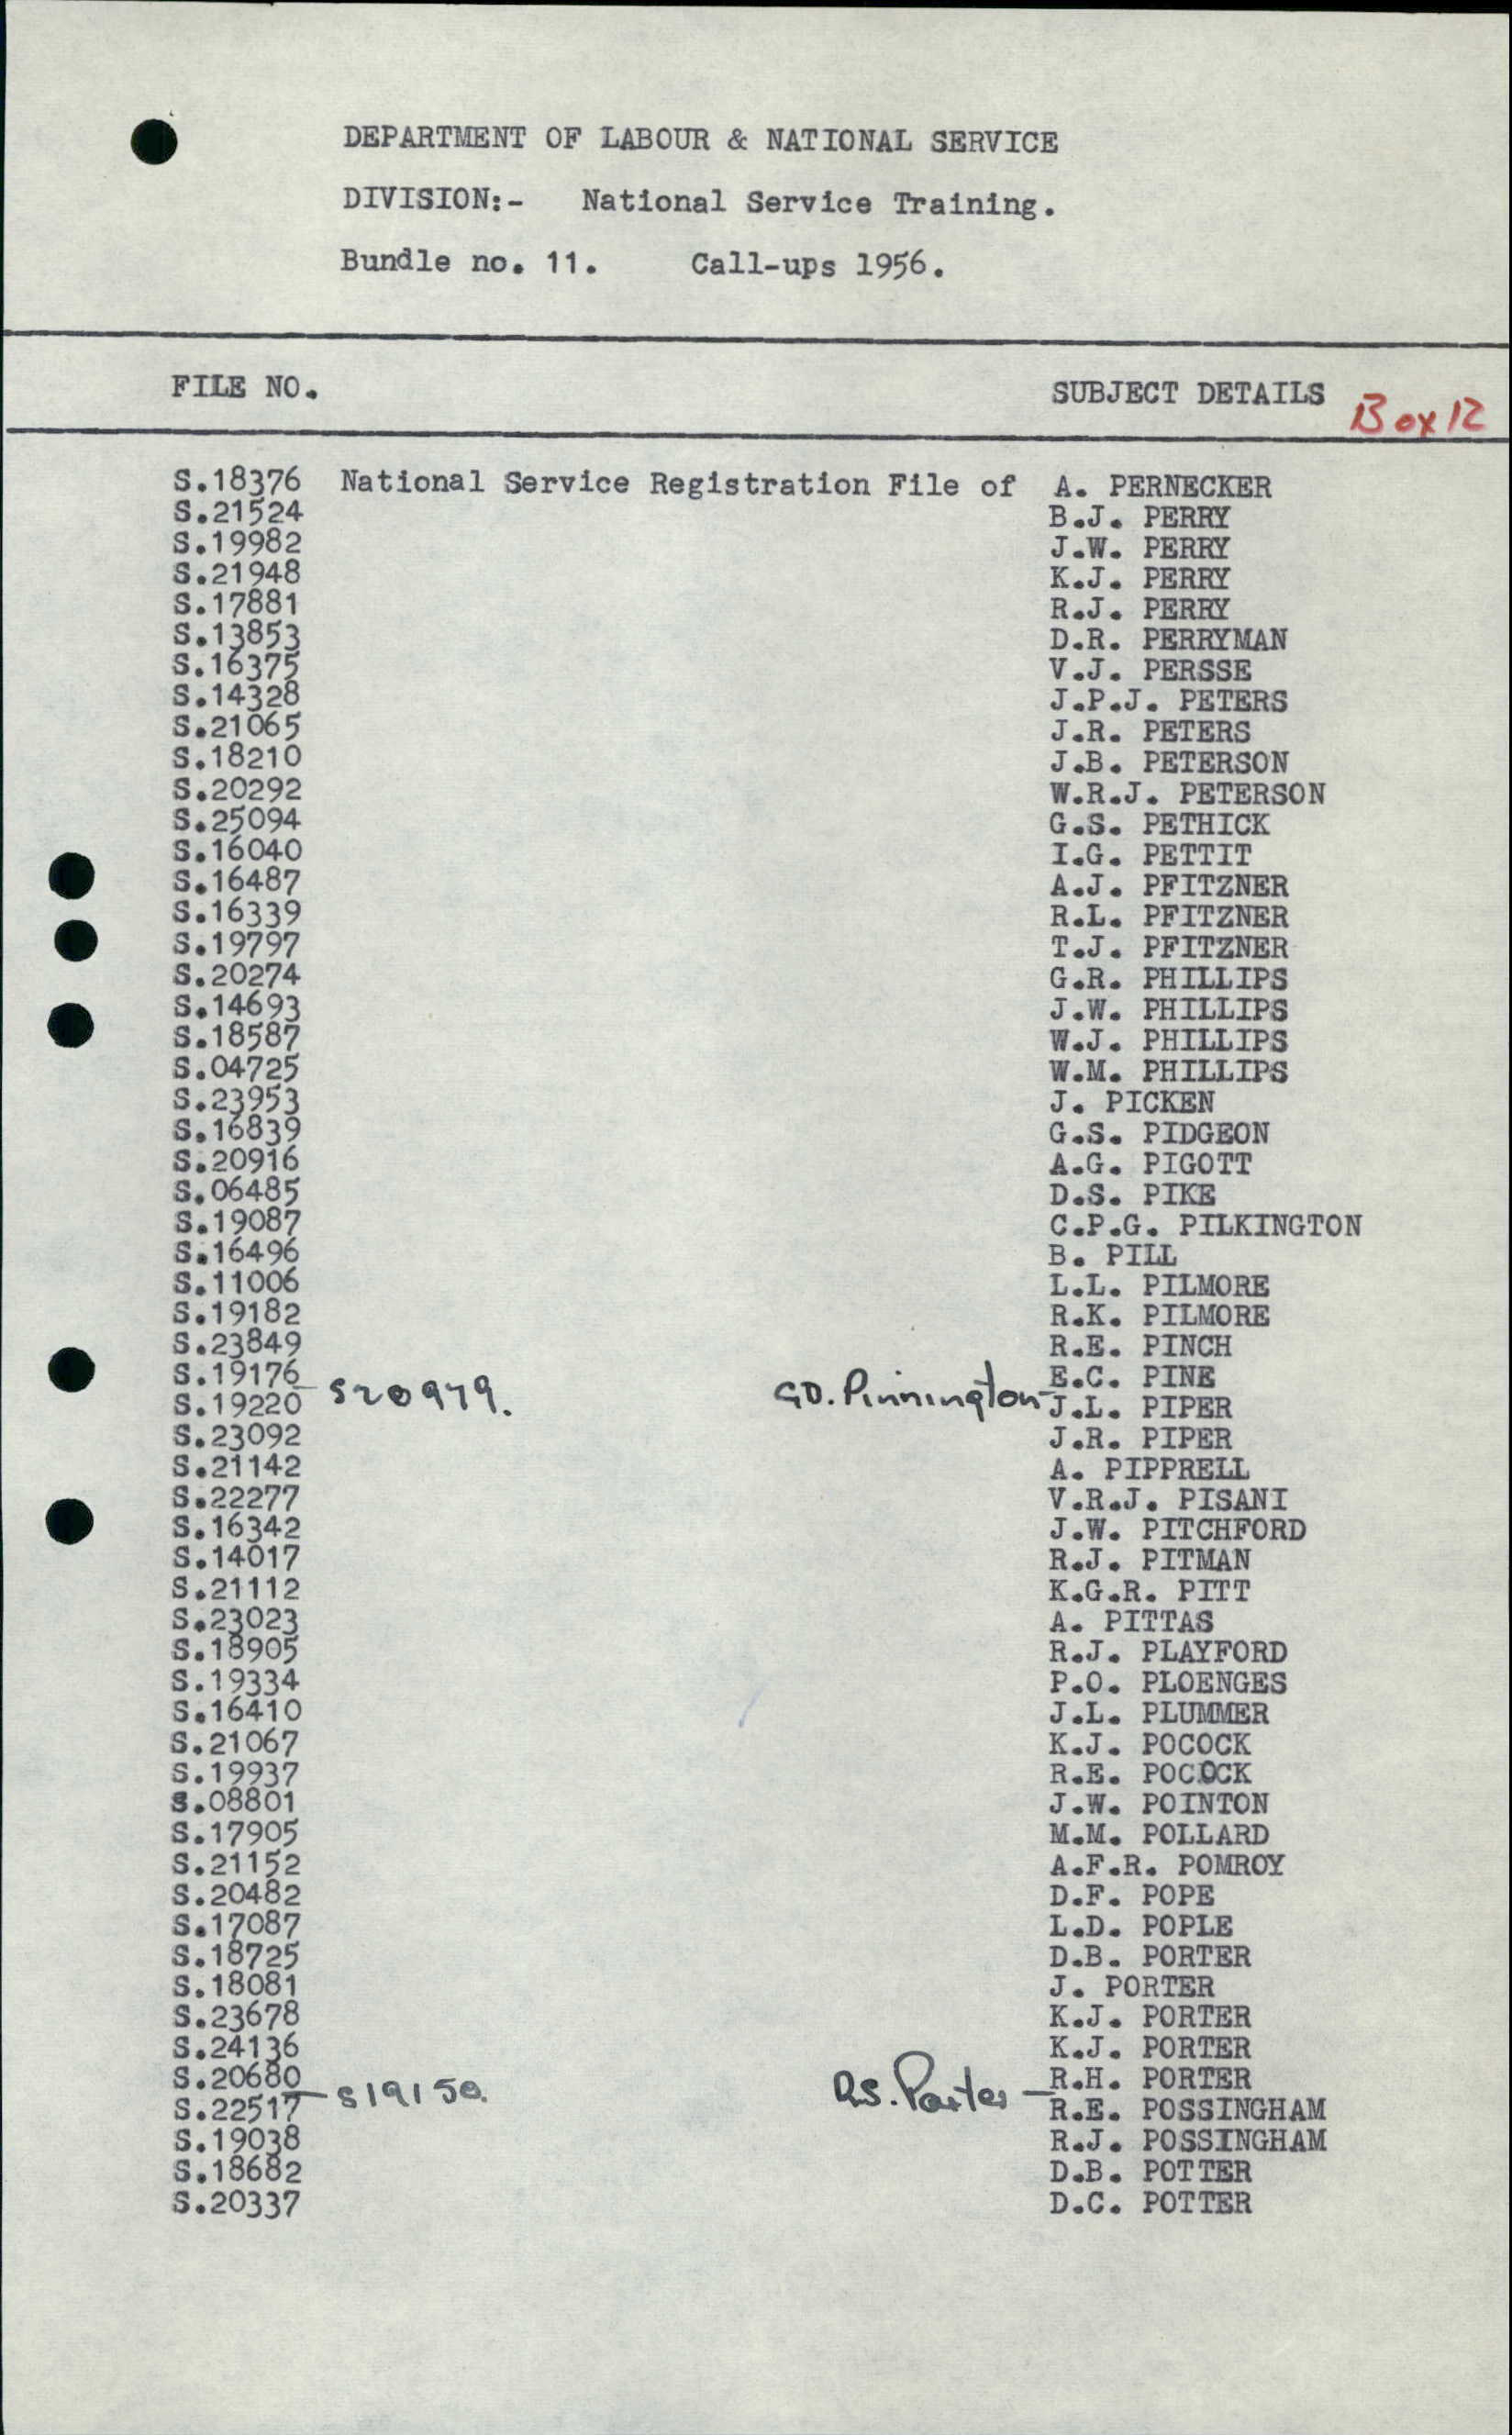 DEPARTMENT OF LABOUR & NATIONAL SERVICE
DIVISION:- National Service Training.
Bundle no. 11. Call-ups 1956.
FILE NO. SUBJECT DETAILS Box 12
S.18376 National Service Registration File of A. PERNECKER
S.21524 B.J. PERRY
S.19982 J.W. PERRY
S.21948 K.J. PERRY
S.17881 R.J. PERRY
S.13853 D.R. PERRYMAN
S.16375 V.J. PERSSE
S.14328 J.P.J. PETERS
S.21065 J.R. PETERS
S.18210 J.B. PETERSON
S.20292 W.R.J. PETERSON
S.25094 G.S. PETHICK
S.16040 I.G. PETTIT
S.16487 A.J. PFITZNER
S.16339 R.L. PFITZNER
S.19797 T.J. PFITZNER
S.20274 G.R. PHILLIPS
S.14693 J.W. PHILLIPS
S.18587 W.J. PHILLIPS
S.04725 W.M. PHILLIPS
S.23953 J. PICKEN
S.16839 G.S. PIDGEON
S.20916 A.G. PIGOTT
S.06485 D.S. PIKE
S.19087 C.P.G. PILKINGTON
S.16496 B. PILL
S.11006 L.L. PILMORE
S.19182 R.K. PILMORE
S.23849 R.E. PINCH
S.19176 E.C. PINE
S20979. G.D. Pinnington
S.19220 J.L. PIPER
S.23092 J.R. PIPER
S.21142 A. PIPPRELL
S.22277 V.R.J. PISANI
S.16342 J.W. PITCHFORD
S.14017 R.J. PITMAN
S.21112 K.G.R. PITT
S.23023 A. PITTAS
S.18905 R.J. PLAYFORD
S.19334 P.O. PLOENGES
S.16410 J.L. PLUMMER
S.21067 K.J. POCOCK
S.19937 R.E. POCOCK
S.08801 J.W. POINTON
S.17905 M.M. POLLARD
S.21152 A.F.R. POMROY
S.20482 D.F. POPE
S.17087 L.D. POPLE
S.18725 D.B. PORTER
S.18081 J. PORTER
S.23678 K.J. PORTER
S.24136 K.J. PORTER
S.20680 R.H. PORTER
S19150. R.S. Porter
S.22517 R.E. POSSINGHAM
S.19038 R.J. POSSINGHAM
S.18682 D.B. POTTER
S.20337 D.C. POTTER